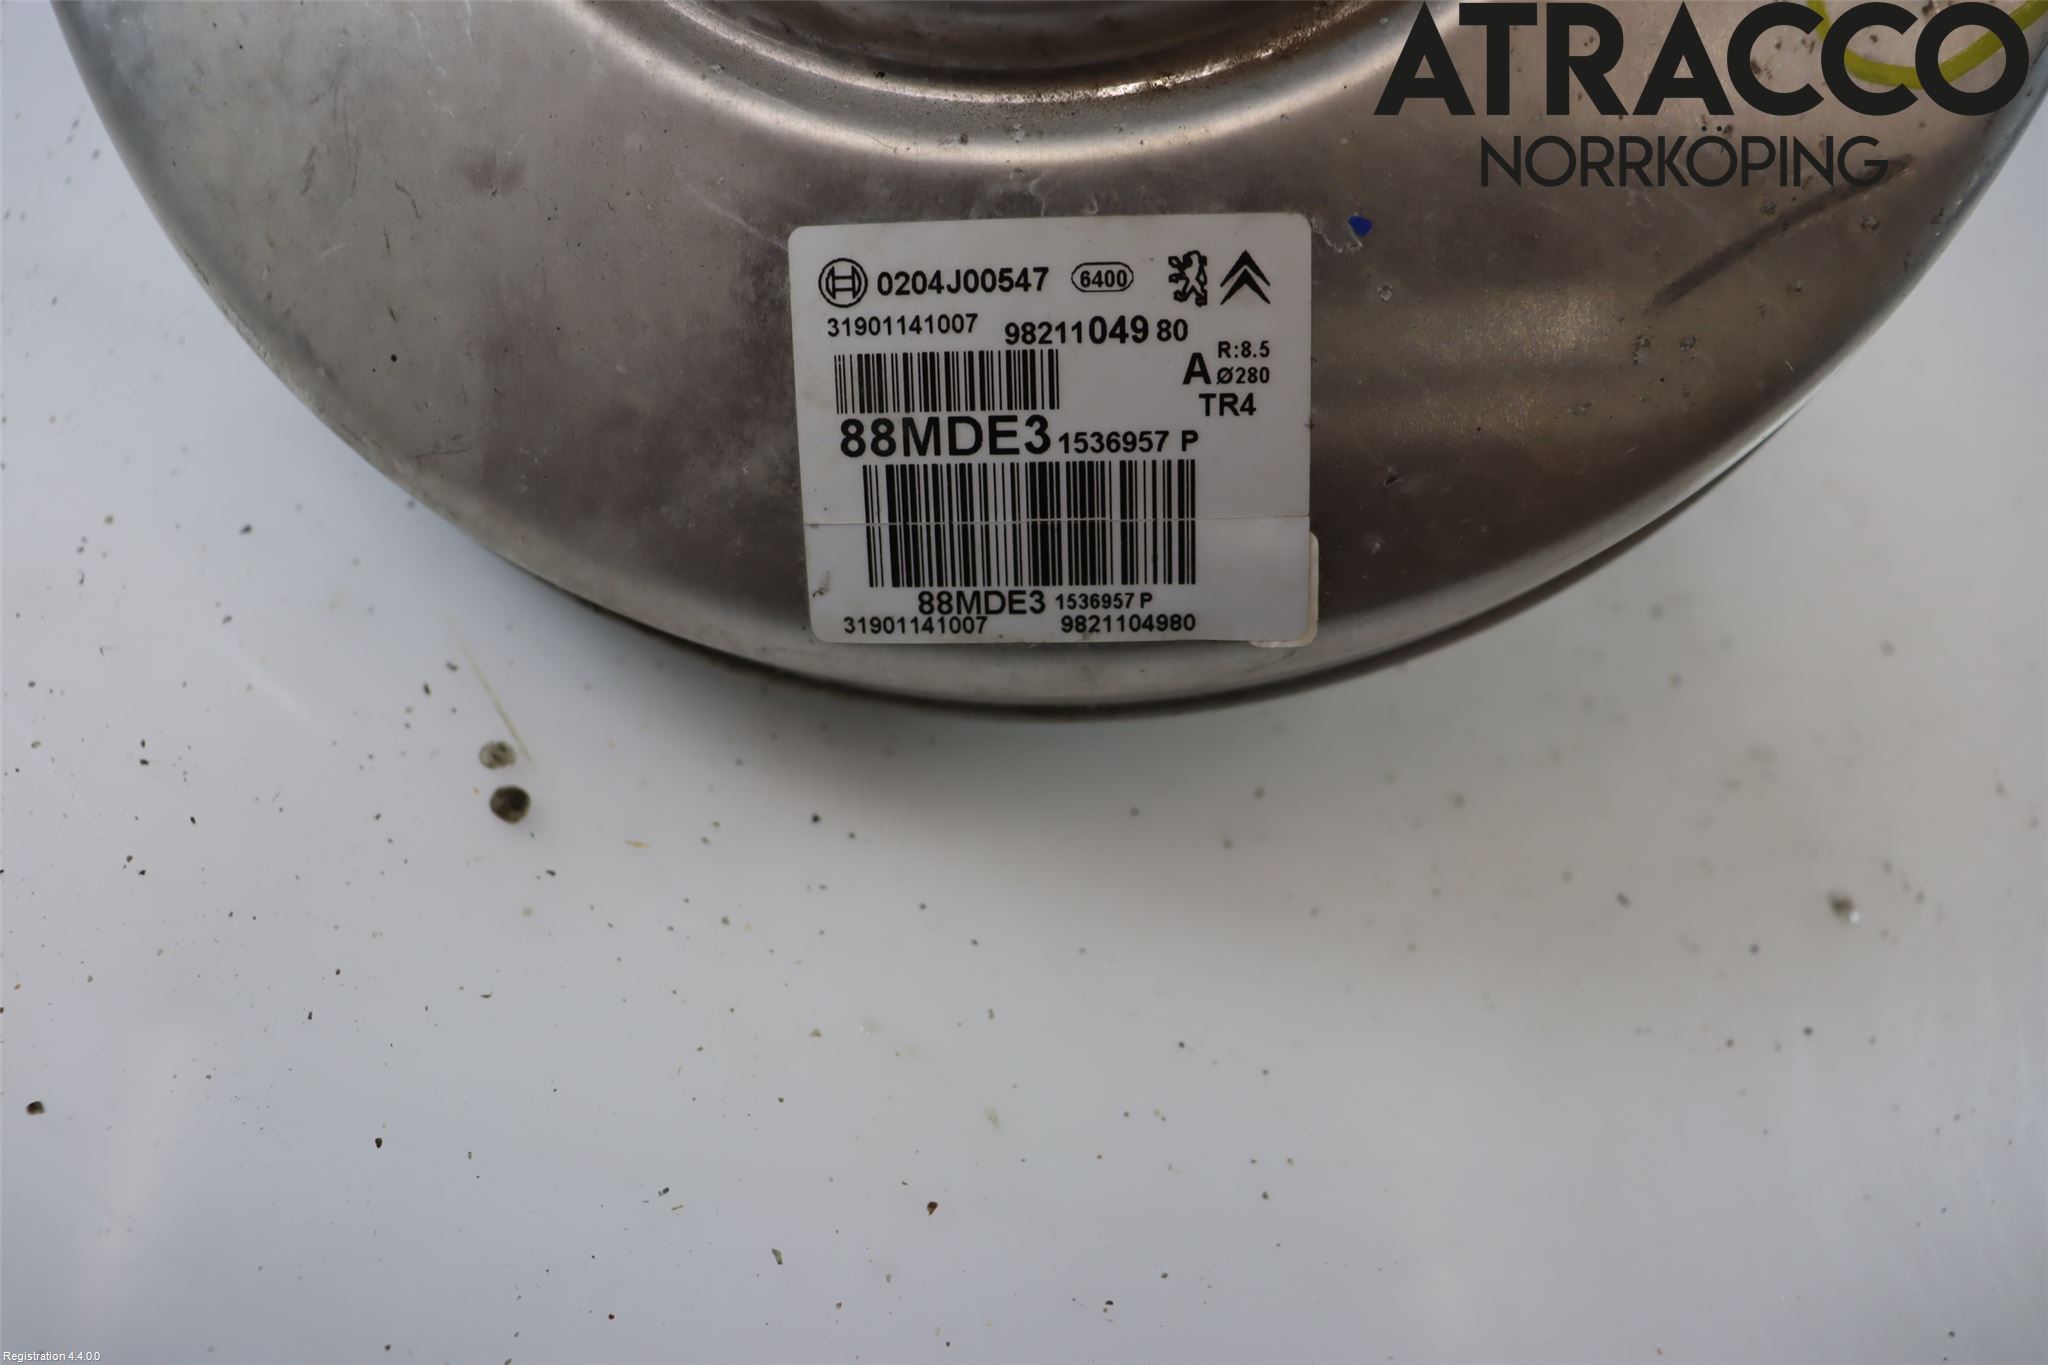 ATRACCO
NORRKÖPING
0204J00547 6400
31901141007 9821104980
R:8.5
A Ø280
TR4
88MDE3 1536957 P
88MDE3 1536957 P
31901141007 9821104980
Registration 4.4.0.0